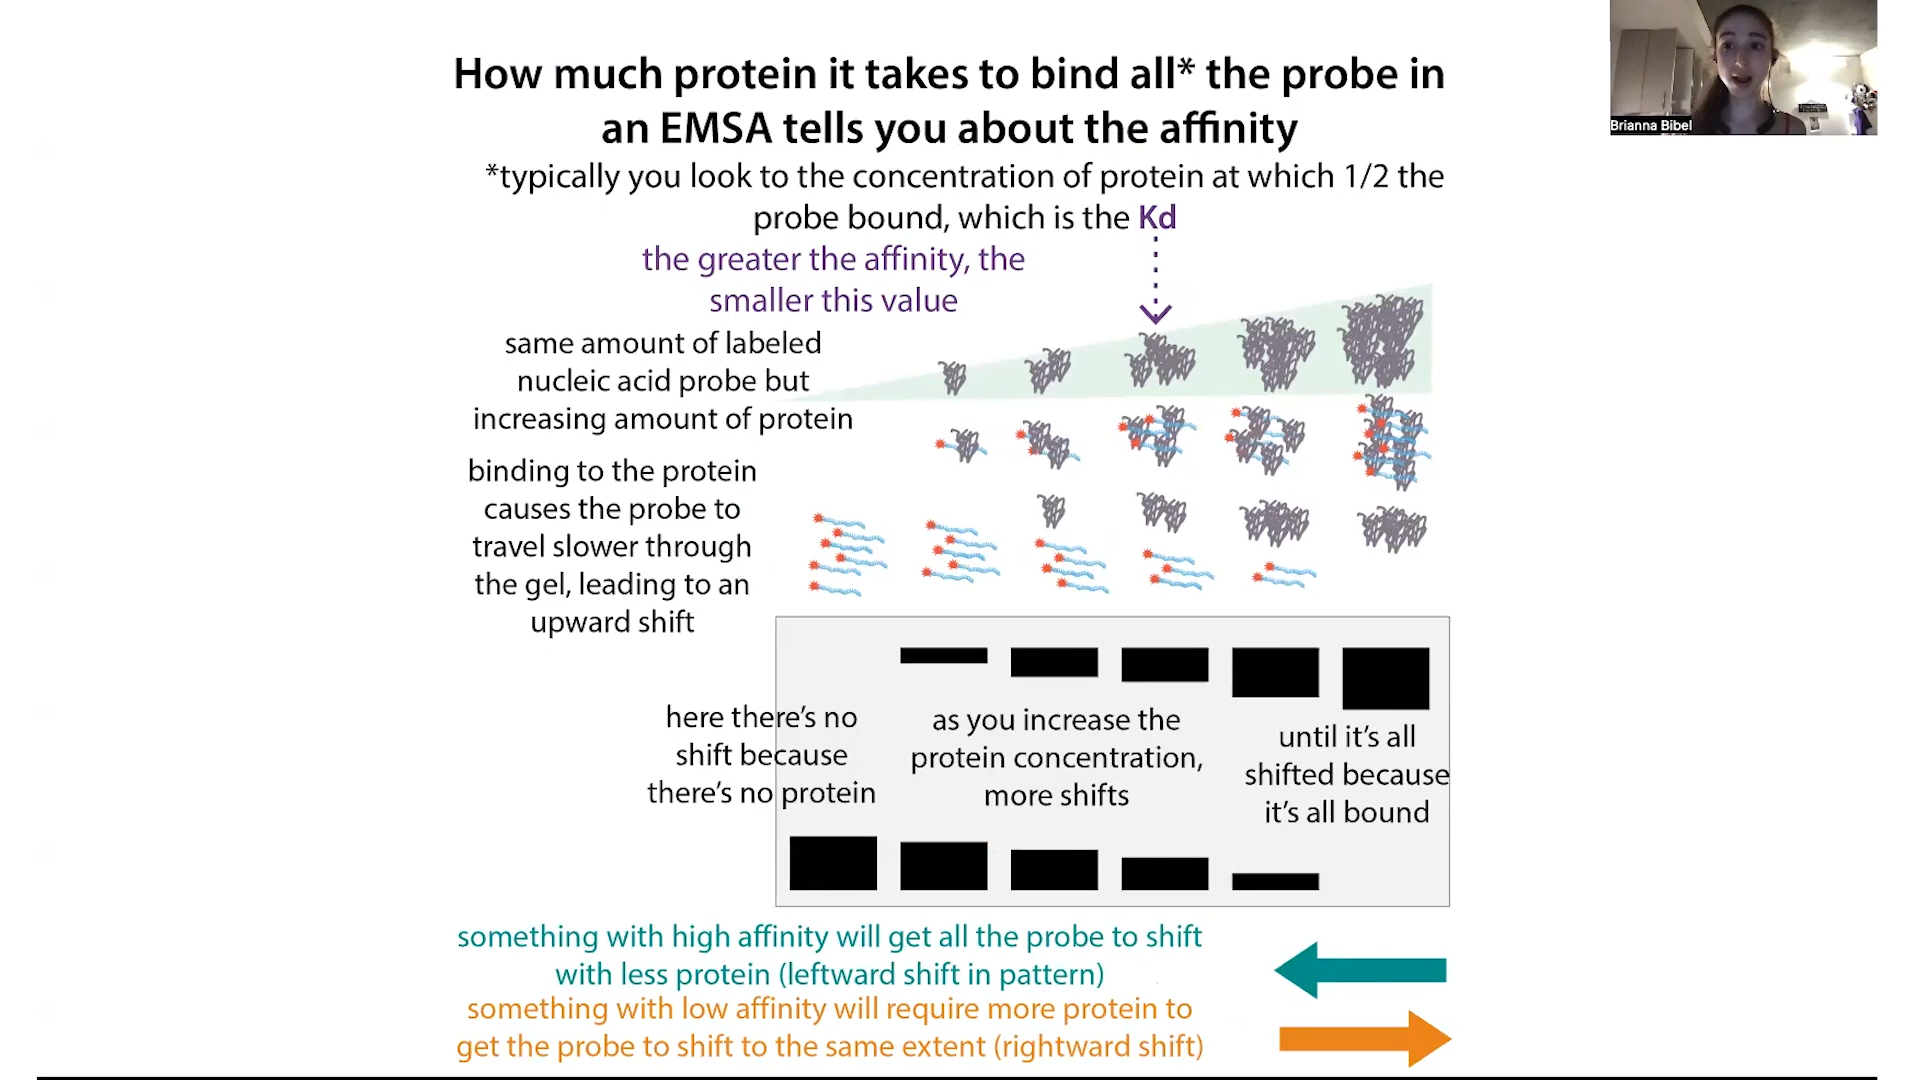 How much protein it takes to bind all* the probe in
an EMSA tells you about the affinity
*typically you look to the concentration of protein at which 1/2 the
probe bound, which is the Kd
the greater the affinity, the
smaller this value
same amount of labeled
nucleic acid probe but
increasing amount of protein
binding to the protein
causes the probe to
travel slower through
the gel, leading to an
upward shift
here there's no
shift because
there's no protein
as you increase the
protein concentration,
more shifts
until it's all
shifted because
it's all bound
something with high affinity will get all the probe to shift
with less protein (leftward shift in pattern)
something with low affinity will require more protein to
get the probe to shift to the same extent (rightward shift)
Brianna Bibel